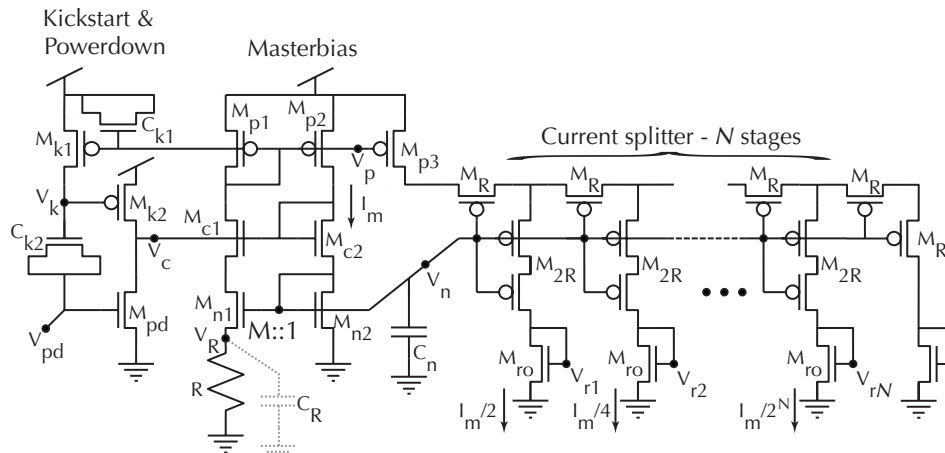 Kickstart &
Powerdown
Masterbias
Current splitter - N stages
M_k1
C_k1
M_p1
M_p2
V_p
M_p3
M_R
M_R
M_R
M_R
V_k
M_k2
I_m
C_k2
V_c
M_c1
M_c2
M_2R
M_2R
M_2R
M_R
V_n
M_pd
M_n1
M::1
M_n2
V_pd
V_R
C_n
M_ro
M_ro
M_ro
V_r1
V_r2
V_rN
R
C_R
I_m/2
I_m/4
I_m/2^N